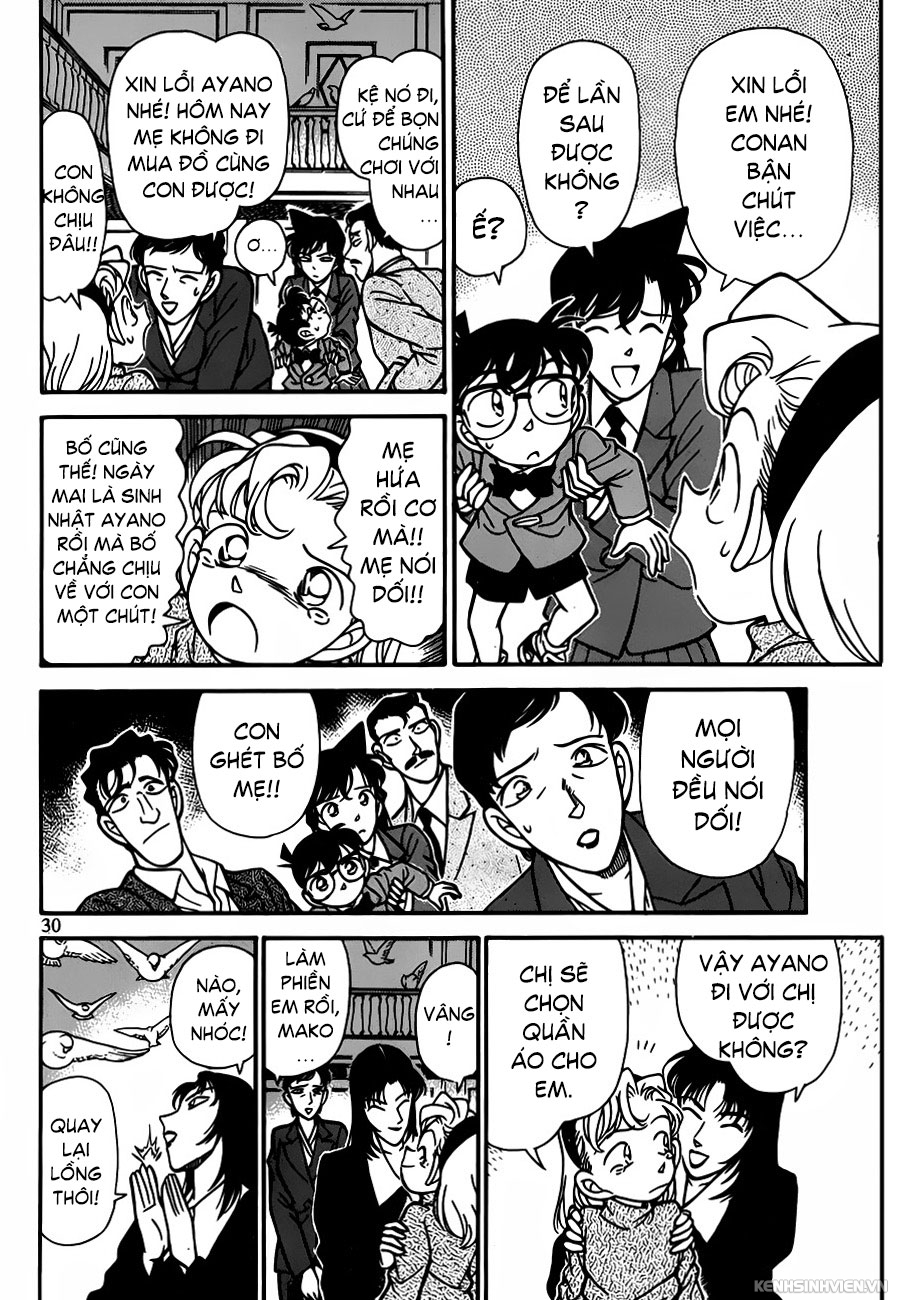 XIN LỖI
EM NHÉ!
CONAN
BẬN
CHÚT
VIỆC...
ĐỂ LẦN
SAU
ĐƯỢC
KHÔNG
?
Ế?
KỆ NÓ ĐI,
CỨ ĐỂ BỌN
CHÚNG
CHƠI VỚI
NHAU
...
XIN LỖI AYANO
NHÉ! HÔM NAY
MẸ KHÔNG ĐI
MUA ĐỒ CÙNG
CON ĐƯỢC!
Ơ...
CON
KHÔNG
CHỊU
ĐÂU!!
MẸ
HỨA
RỒI CƠ
MÀ!!
MẸ NÓI
DỐI!!
BỐ CŨNG
THẾ! NGÀY
MAI LÀ SINH
NHẬT AYANO
RỒI MÀ BỐ
CHẲNG CHỊU
VỀ VỚI CON
MỘT CHÚT!
MỌI
NGƯỜI
ĐỀU NÓI
DỐI!
CON
GHÉT BỐ
MẸ!!
30
VẬY AYANO
ĐI VỚI CHỊ
ĐƯỢC
KHÔNG?
CHỊ SẼ
CHỌN
QUẦN
ÁO CHO
EM.
VÂNG
!
LÀM
PHIỀN
EM RỒI,
MAKO
...
NÀO,
MẤY
NHÓC!
QUAY
LẠI
LỒNG
THÔI!
KENHSINHVIEN.VN